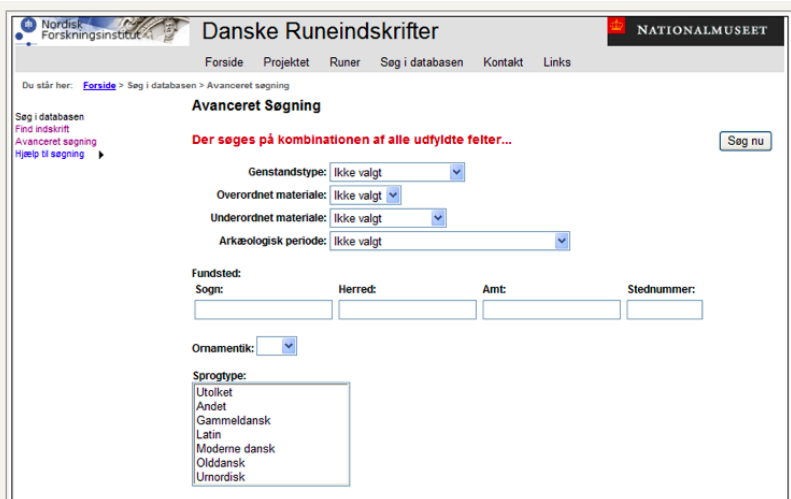 Nordisk
Forskningsinstitut
Danske Runeindskrifter
NATIONALMUSEET
Forside Projektet Runer Søg i databasen Kontakt Links
Du står her: Forside > Søg i databasen > Avanceret søgning
Søg i databasen
Find indskrift
Avanceret søgning
Hjælp til søgning
Avanceret Søgning
Der søges på kombinationen af alle udfyldte felter...
Søg nu
Genstandstype: Ikke valgt
Overordnet materiale: Ikke valgt
Underordnet materiale: Ikke valgt
Arkæologisk periode: Ikke valgt
Fundsted:
Sogn: Herred: Amt: Stednummer:
Ornamentik:
Sprogtype:
Utolket
Andet
Gammeldansk
Latin
Moderne dansk
Olddansk
Urnordisk